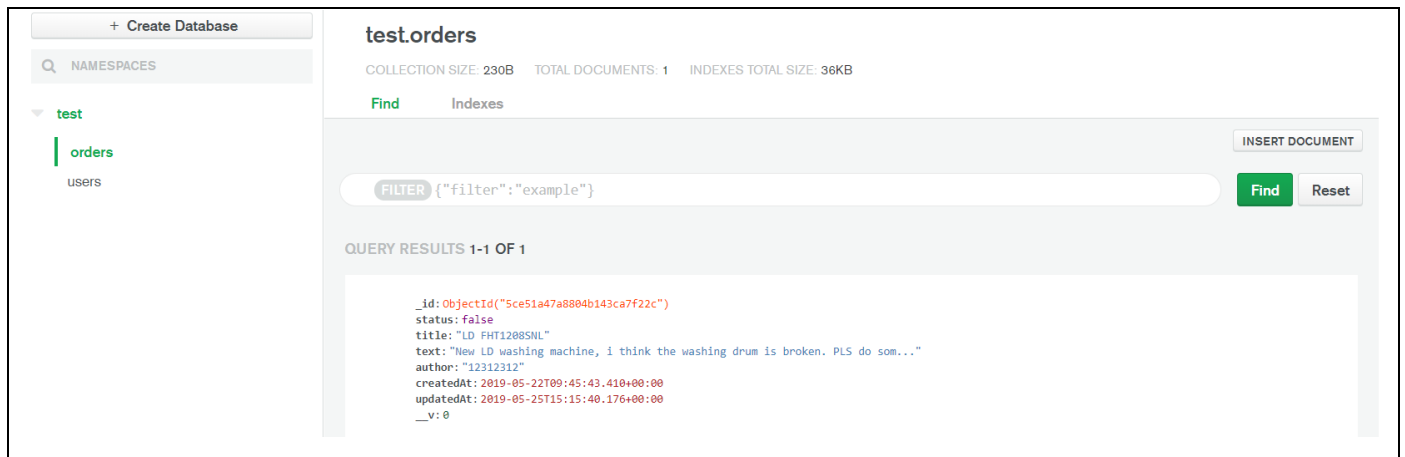 + Create Database
NAMESPACES
test
orders
users
test.orders
COLLECTION SIZE: 230B TOTAL DOCUMENTS: 1 INDEXES TOTAL SIZE: 36KB
Find Indexes
INSERT DOCUMENT
FILTER {"filter":"example"}
Find Reset
QUERY RESULTS 1-1 OF 1
_id: ObjectId("5ce51a47a8804b143ca7f22c")
status: false
title: "LD FHT1208SNL"
text: "New LD washing machine, i think the washing drum is broken. PLS do som..."
author: "12312312"
createdAt: 2019-05-22T09:45:43.410+00:00
updatedAt: 2019-05-25T15:15:40.176+00:00
__v: 0